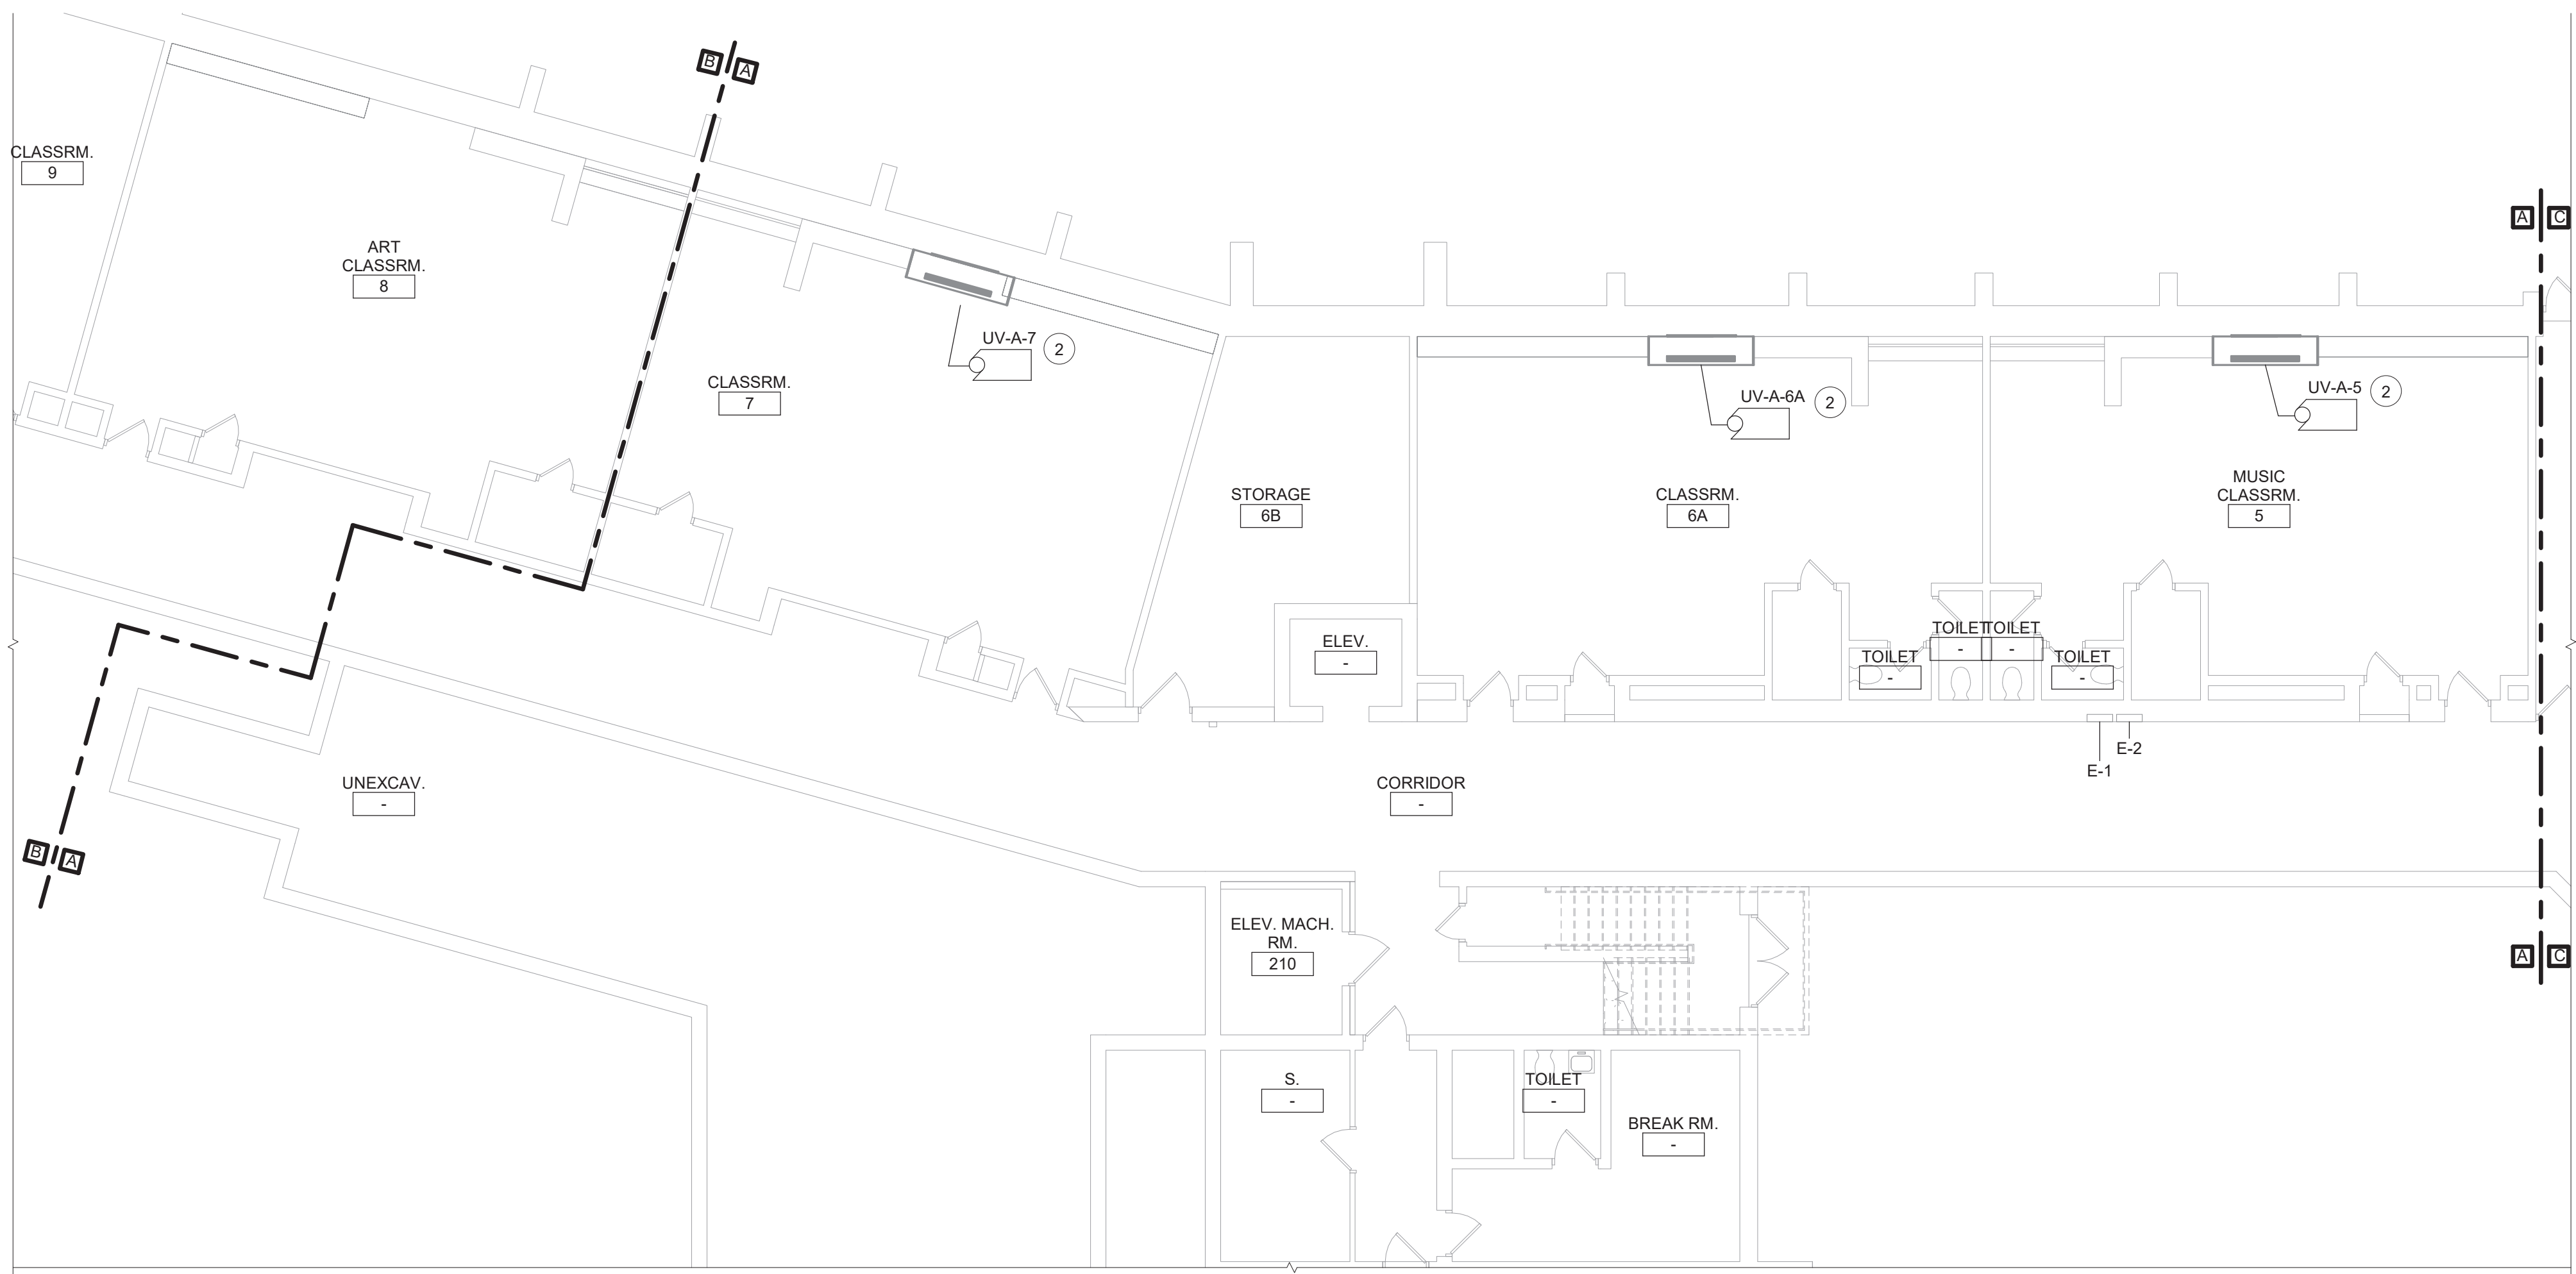 B
A
CLASSRM.
9
ART
CLASSRM.
8
CLASSRM.
7
UV-A-7
2
A
C
UV-A-6A
2
UV-A-5
2
STORAGE
6B
CLASSRM.
6A
MUSIC
CLASSRM.
5
ELEV.
-
TOILET
-
TOILET
-
TOILET
-
TOILET
-
E-2
E-1
UNEXCAV.
-
CORRIDOR
-
B
A
ELEV. MACH.
RM.
210
A
C
S.
-
TOILET
-
BREAK RM.
-